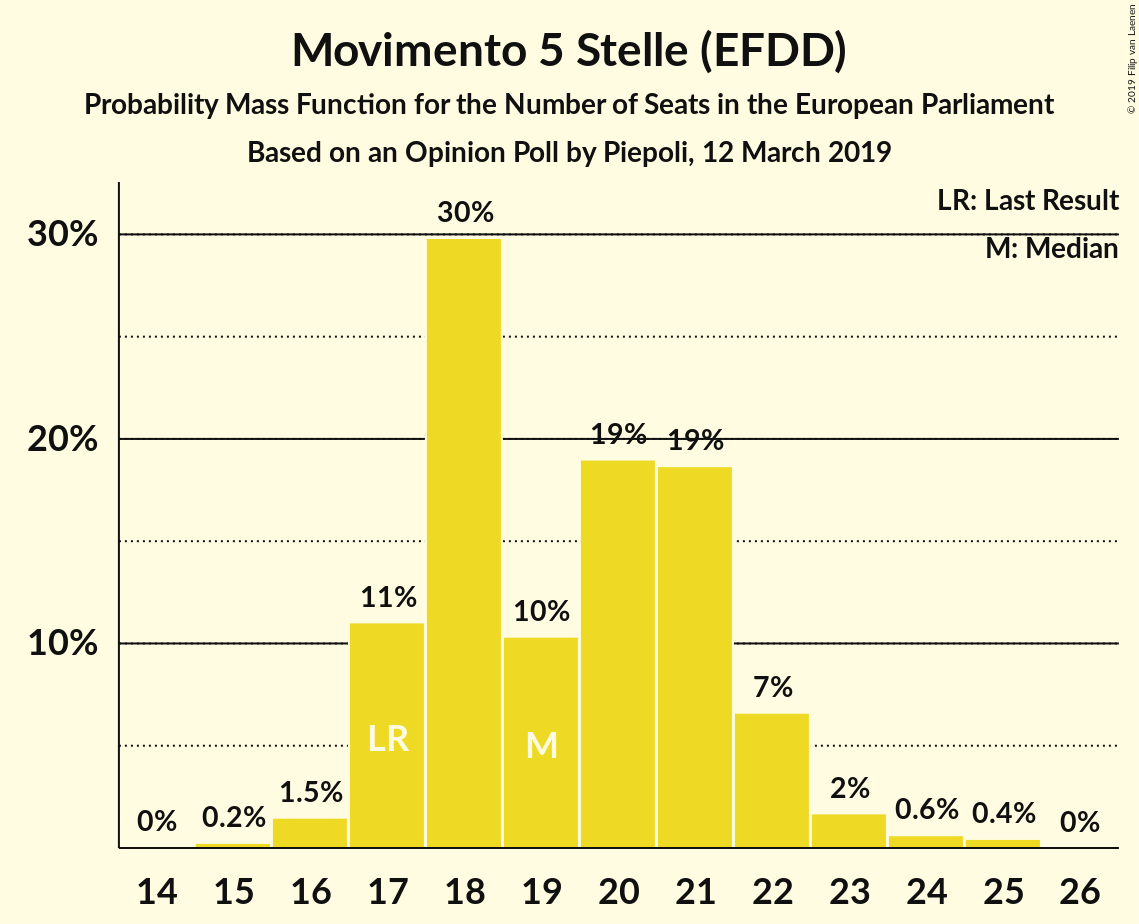 Movimento 5 Stelle (EFDD)
Probability Mass Function for the Number of Seats in the European Parliament
Based on an Opinion Poll by Piepoli, 12 March 2019
© 2019 Filip van Laenen
LR: Last Result
M: Median
30%
20%
10%
0%
0.2%
1.5%
11%
30%
10%
19%
19%
7%
2%
0.6%
0.4%
0%
LR
M
14 15 16 17 18 19 20 21 22 23 24 25 26